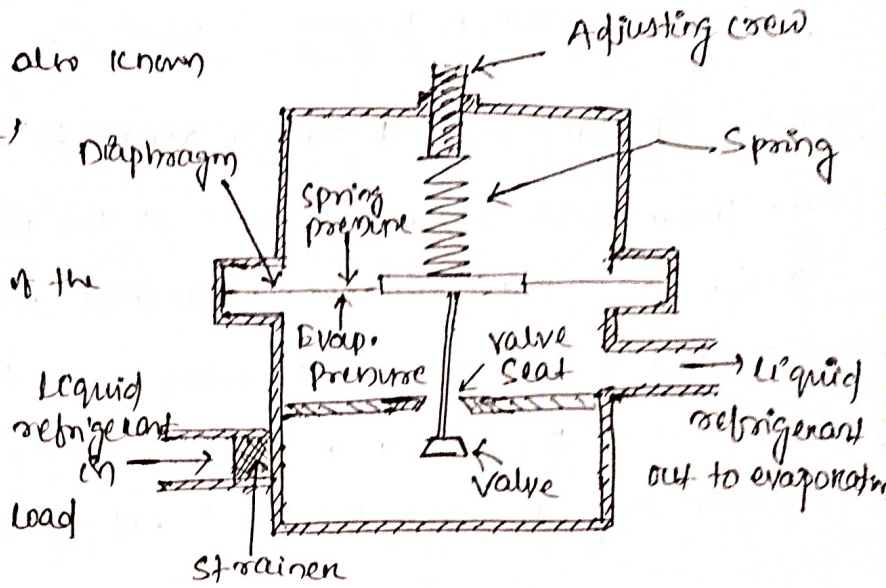 also known
Adjusting crew
Diaphragm
Spring
spring
pressure
of the
Evap.
pressure
valve
seat
Liquid
refrigerant
in
Liquid
refrigerant
out to evaporator
Load
valve
strainer